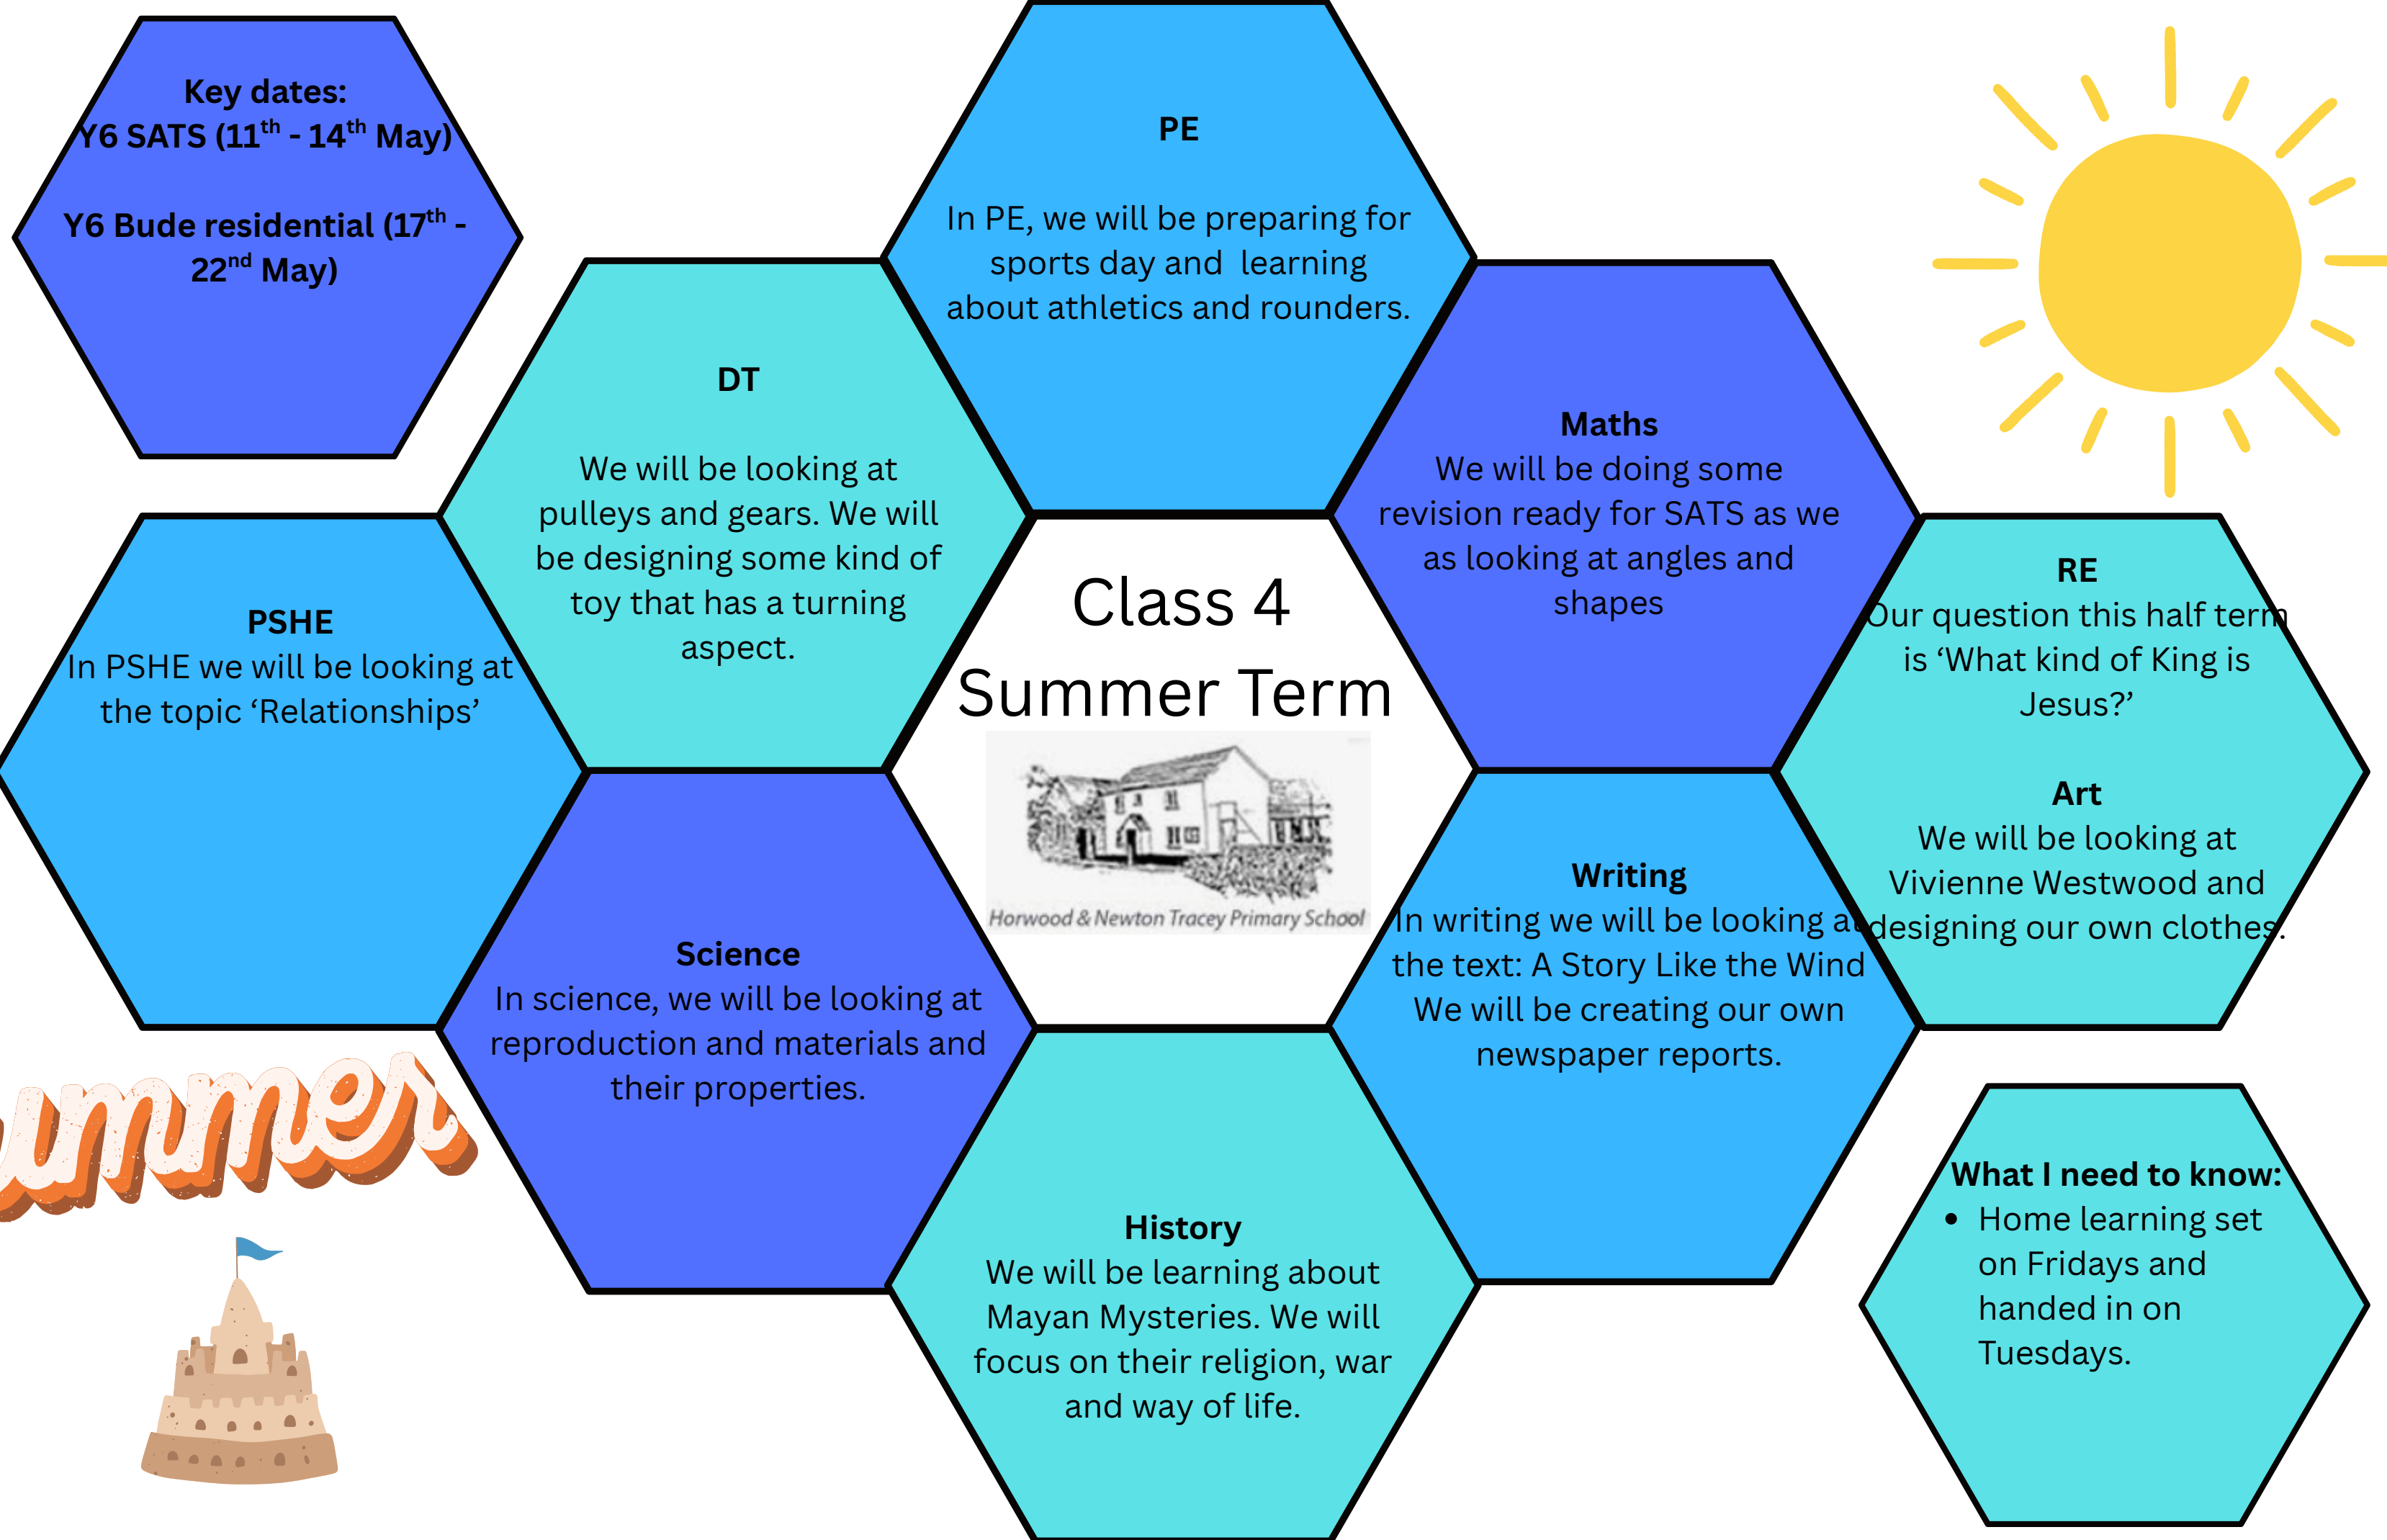 Key dates:
Y6 SATS (11th - 14th May)
Y6 Bude residential (17th -
22nd May)
PE
In PE, we will be preparing for
sports day and  learning
about athletics and rounders.
DT
We will be looking at
pulleys and gears. We will
be designing some kind of
toy that has a turning
aspect.
Maths
We will be doing some
revision ready for SATS as we
as looking at angles and
shapes
PSHE
In PSHE we will be looking at
the topic ‘Relationships’
Class 4
Summer Term
Horwood & Newton Tracey Primary School
RE
Our question this half term
is ‘What kind of King is
Jesus?’
Art
We will be looking at
Vivienne Westwood and
designing our own clothes.
Science
In science, we will be looking at
reproduction and materials and
their properties.
Writing
In writing we will be looking at
the text: A Story Like the Wind
We will be creating our own
newspaper reports.
History
We will be learning about
Mayan Mysteries. We will
focus on their religion, war
and way of life.
ummer
What I need to know:
• Home learning set
on Fridays and
handed in on
Tuesdays.